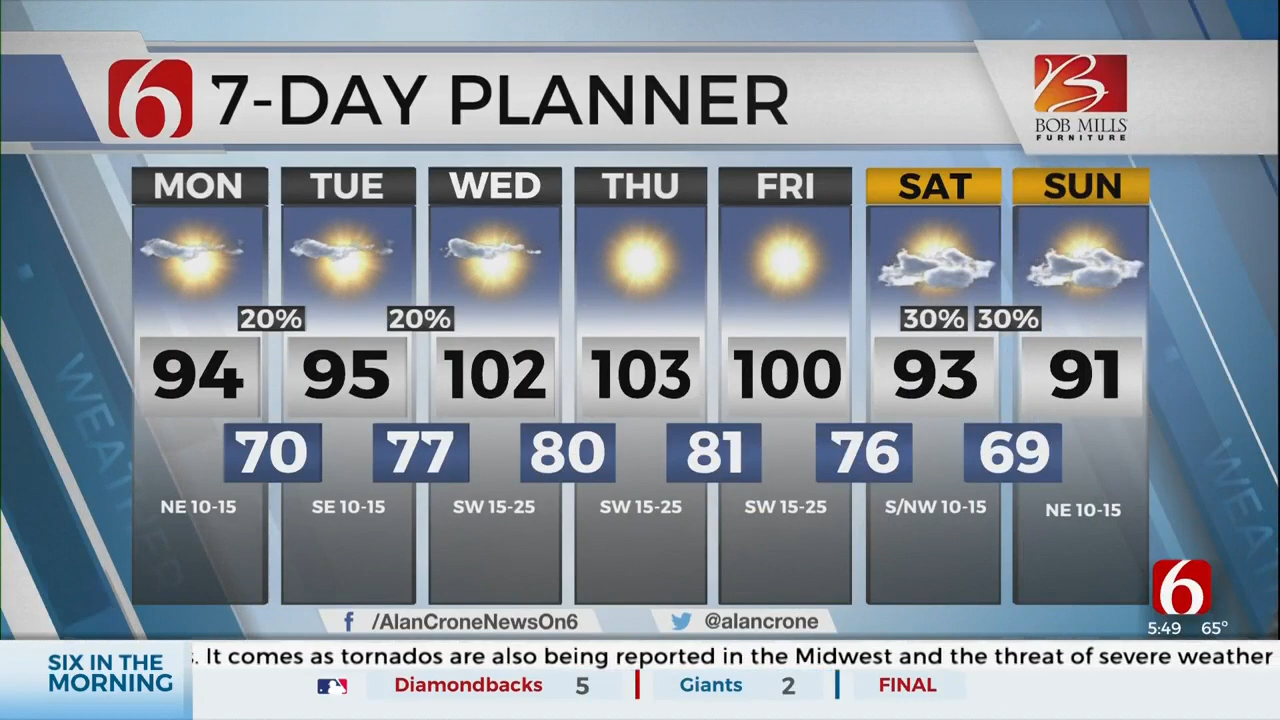 6 7-DAY PLANNER
B
BOB MILLS
FURNITURE
MON TUE WED THU FRI SAT SUN
20% 20% 30% 30%
94 95 102 103 100 93 91
70 77 80 81 76 69
NE 10-15 SE 10-15 SW 15-25 SW 15-25 SW 15-25 S/NW 10-15 NE 10-15
WEATHER
WEA
6
f /AlanCroneNewsOn6 @alancrone
5:49 65°
SIX IN THE
MORNING
. It comes as tornados are also being reported in the Midwest and the threat of severe weather
Diamondbacks 5 Giants 2 FINAL